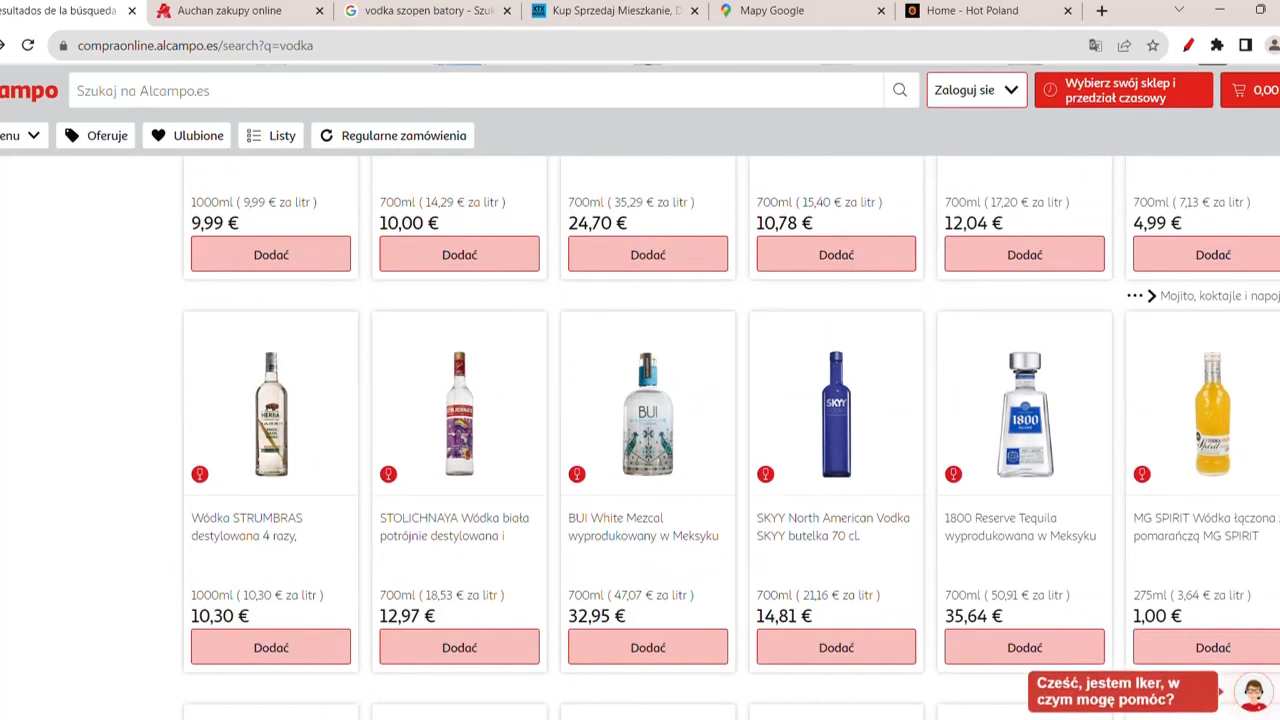 esultados de la búsqueda
Auchan zakupy online
vodka szopen batory - Szuk
Kup Sprzedaj Mieszkanie, D
Mapy Google
Home - Hot Poland
compraonline.alcampo.es/search?q=vodka
campo
Szukaj na Alcampo.es
Zaloguj sie
Wybierz swój sklep i
przedział czasowy
0,00
enu
Oferuje
Ulubione
Listy
Regularne zamówienia
1000ml ( 9,99 € za litr )
700ml ( 14,29 € za litr )
700ml ( 35,29 € za litr )
700ml ( 15,40 € za litr )
700ml ( 17,20 € za litr )
700ml ( 7,13 € za litr )
9,99 €
10,00 €
24,70 €
10,78 €
12,04 €
4,99 €
Dodać
Dodać
Dodać
Dodać
Dodać
Dodać
Mojito, koktajle i napoj
HERBA
STOLICHNAYA
BUI
SKYY
1800
Spirit
Wódka STRUMBRAS
destylowana 4 razy,
STOLICHNAYA Wódka biała
potrójnie destylowana i
BUI White Mezcal
wyprodukowany w Meksyku
SKYY North American Vodka
SKYY butelka 70 cl.
1800 Reserve Tequila
wyprodukowana w Meksyku
MG SPIRIT Wódka łączona z
pomarańczą MG SPIRIT
1000ml ( 10,30 € za litr )
700ml ( 18,53 € za litr )
700ml ( 47,07 € za litr )
700ml ( 21,16 € za litr )
700ml ( 50,91 € za litr )
275ml ( 3,64 € za litr )
10,30 €
12,97 €
32,95 €
14,81 €
35,64 €
1,00 €
Dodać
Dodać
Dodać
Dodać
Dodać
Dodać
Cześć, jestem Iker, w
czym mogę pomóc?